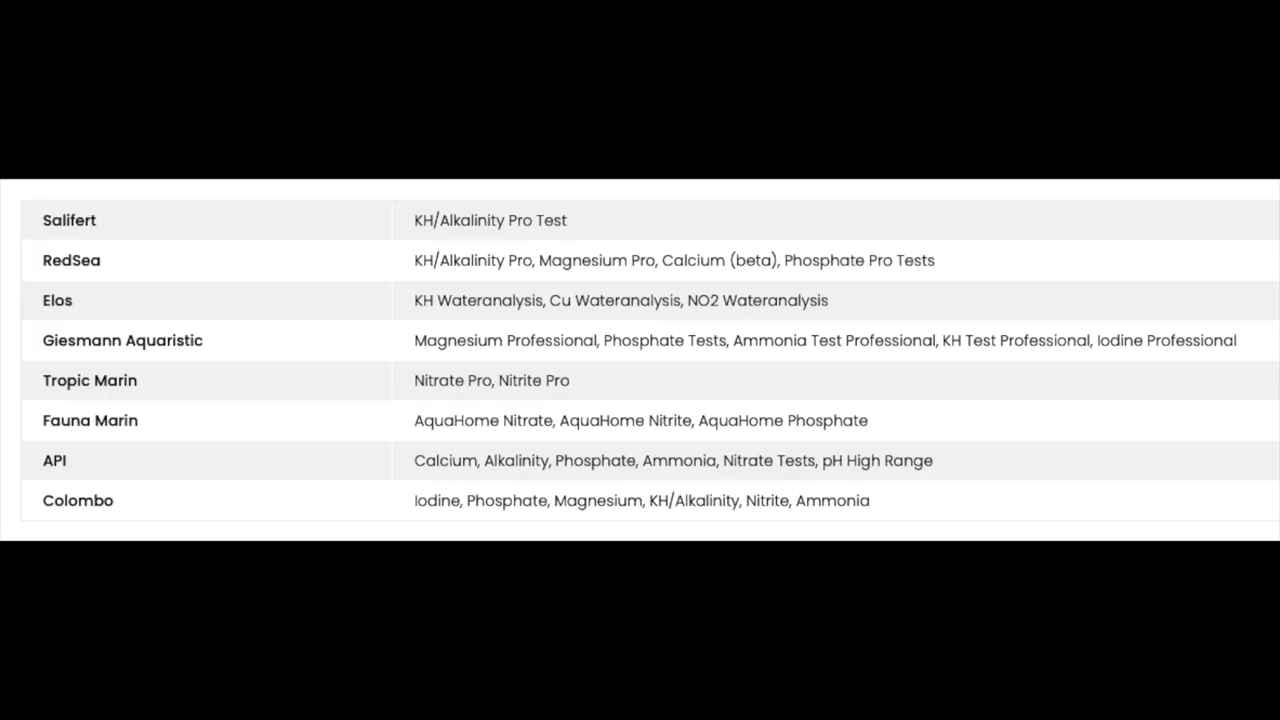 Salifert KH/Alkalinity Pro Test
RedSea KH/Alkalinity Pro, Magnesium Pro, Calcium (beta), Phosphate Pro Tests
Elos KH Wateranalysis, Cu Wateranalysis, NO2 Wateranalysis
Giesmann Aquaristic Magnesium Professional, Phosphate Tests, Ammonia Test Professional, KH Test Professional, Iodine Professional
Tropic Marin Nitrate Pro, Nitrite Pro
Fauna Marin AquaHome Nitrate, AquaHome Nitrite, AquaHome Phosphate
API Calcium, Alkalinity, Phosphate, Ammonia, Nitrate Tests, pH High Range
Colombo Iodine, Phosphate, Magnesium, KH/Alkalinity, Nitrite, Ammonia